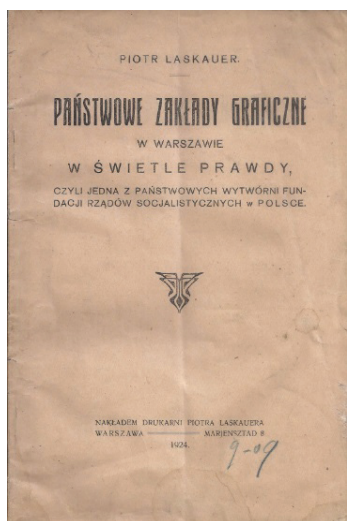 PIOTR LASKAUER.
PAŃSTWOWE ZAKŁADY GRAFICZNE
W WARSZAWIE
W ŚWIETLE PRAWDY,
CZYLI JEDNA Z PAŃSTWOWYCH WYTWÓRNI FUN-
DACJI RZĄDÓW SOCJALISTYCZNYCH w POLSCE.
NAKŁADEM DRUKARNI PIOTRA LASKAUERA
WARSZAWA MARIENSZTAD 8
1924.
9-09